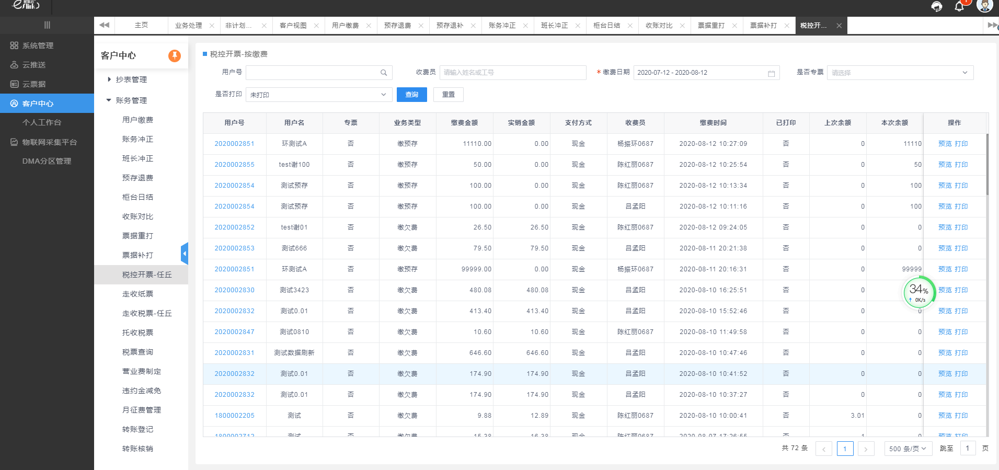 1
主页 业务处理 非计划... 客户视图 用户缴费 预存退费 预存退补 账务冲正 班长冲正 柜台日结 收账对比 票据重打 票据补打 税控开...
系统管理
云推送
云票据
客户中心
个人工作台
物联网采集平台
DMA分区管理
客户中心
抄表管理
账务管理
用户缴费
账务冲正
班长冲正
预存退费
柜台日结
收账对比
票据重打
票据补打
税控开票-任丘
走收纸票
走收税票-任丘
托收税票
税票查询
营业费制定
违约金减免
月征费管理
转账登记
转账核销
税控开票-按缴费
用户号 收费员 请输入姓名或工号 * 缴费日期 2020-07-12 - 2020-08-12 是否专票 请选择
是否打印 未打印 查询 重置
用户号 用户名 专票 业务类型 缴费金额 实销金额 支付方式 收费员 缴费时间 已打印 上次余额 本次余额 操作
2020002851 环测试A 否 缴预存 11110.00 0.00 现金 杨振环0687 2020-08-12 10:27:09 否 0 11110 预览 打印
2020002855 test谢100 否 缴预存 50.00 0.00 现金 陈红丽0687 2020-08-12 10:25:54 否 0 50 预览 打印
2020002854 测试预存 否 缴预存 100.00 0.00 现金 陈红丽0687 2020-08-12 10:13:34 否 0 100 预览 打印
2020002854 测试预存 否 缴预存 100.00 0.00 现金 吕孟阳 2020-08-12 10:11:16 否 0 100 预览 打印
2020002852 test谢01 否 缴欠费 26.50 26.50 现金 陈红丽0687 2020-08-12 09:24:05 否 0 0 预览 打印
2020002853 测试666 否 缴欠费 79.50 79.50 现金 吕孟阳 2020-08-11 20:21:38 否 0 0 预览 打印
2020002851 环测试A 否 缴预存 99999.00 0.00 现金 杨振环0687 2020-08-11 20:16:31 否 0 99999 预览 打印
2020002830 测试3423 否 缴欠费 480.08 480.08 现金 吕孟阳 2020-08-10 16:25:51 否 0 预览 打印
34%
0K/s
2020002832 测试0.01 否 缴欠费 413.40 413.40 现金 吕孟阳 2020-08-10 15:52:46 否 0 0 预览 打印
2020002847 测试0810 否 缴欠费 10.60 10.60 现金 陈红丽0687 2020-08-10 11:49:58 否 0 0 预览 打印
2020002831 测试数据刷新 否 缴欠费 646.60 646.60 现金 吕孟阳 2020-08-10 10:47:46 否 0 0 预览 打印
2020002832 测试0.01 否 缴欠费 174.90 174.90 现金 吕孟阳 2020-08-10 10:41:52 否 0 0 预览 打印
2020002832 测试0.01 否 缴欠费 174.90 174.90 现金 吕孟阳 2020-08-10 10:37:27 否 0 0 预览 打印
1800002205 测试 否 缴欠费 9.88 12.89 现金 陈红丽0687 2020-08-10 10:00:41 否 3.01 0 预览 打印
1800002712 测试 否 缴欠费 15.38 16.38 现金 陈红丽0687 2020-08-07 17:26:55 否 1 0 预览 打印
共 72 条 1 500 条/页 跳至 1 页